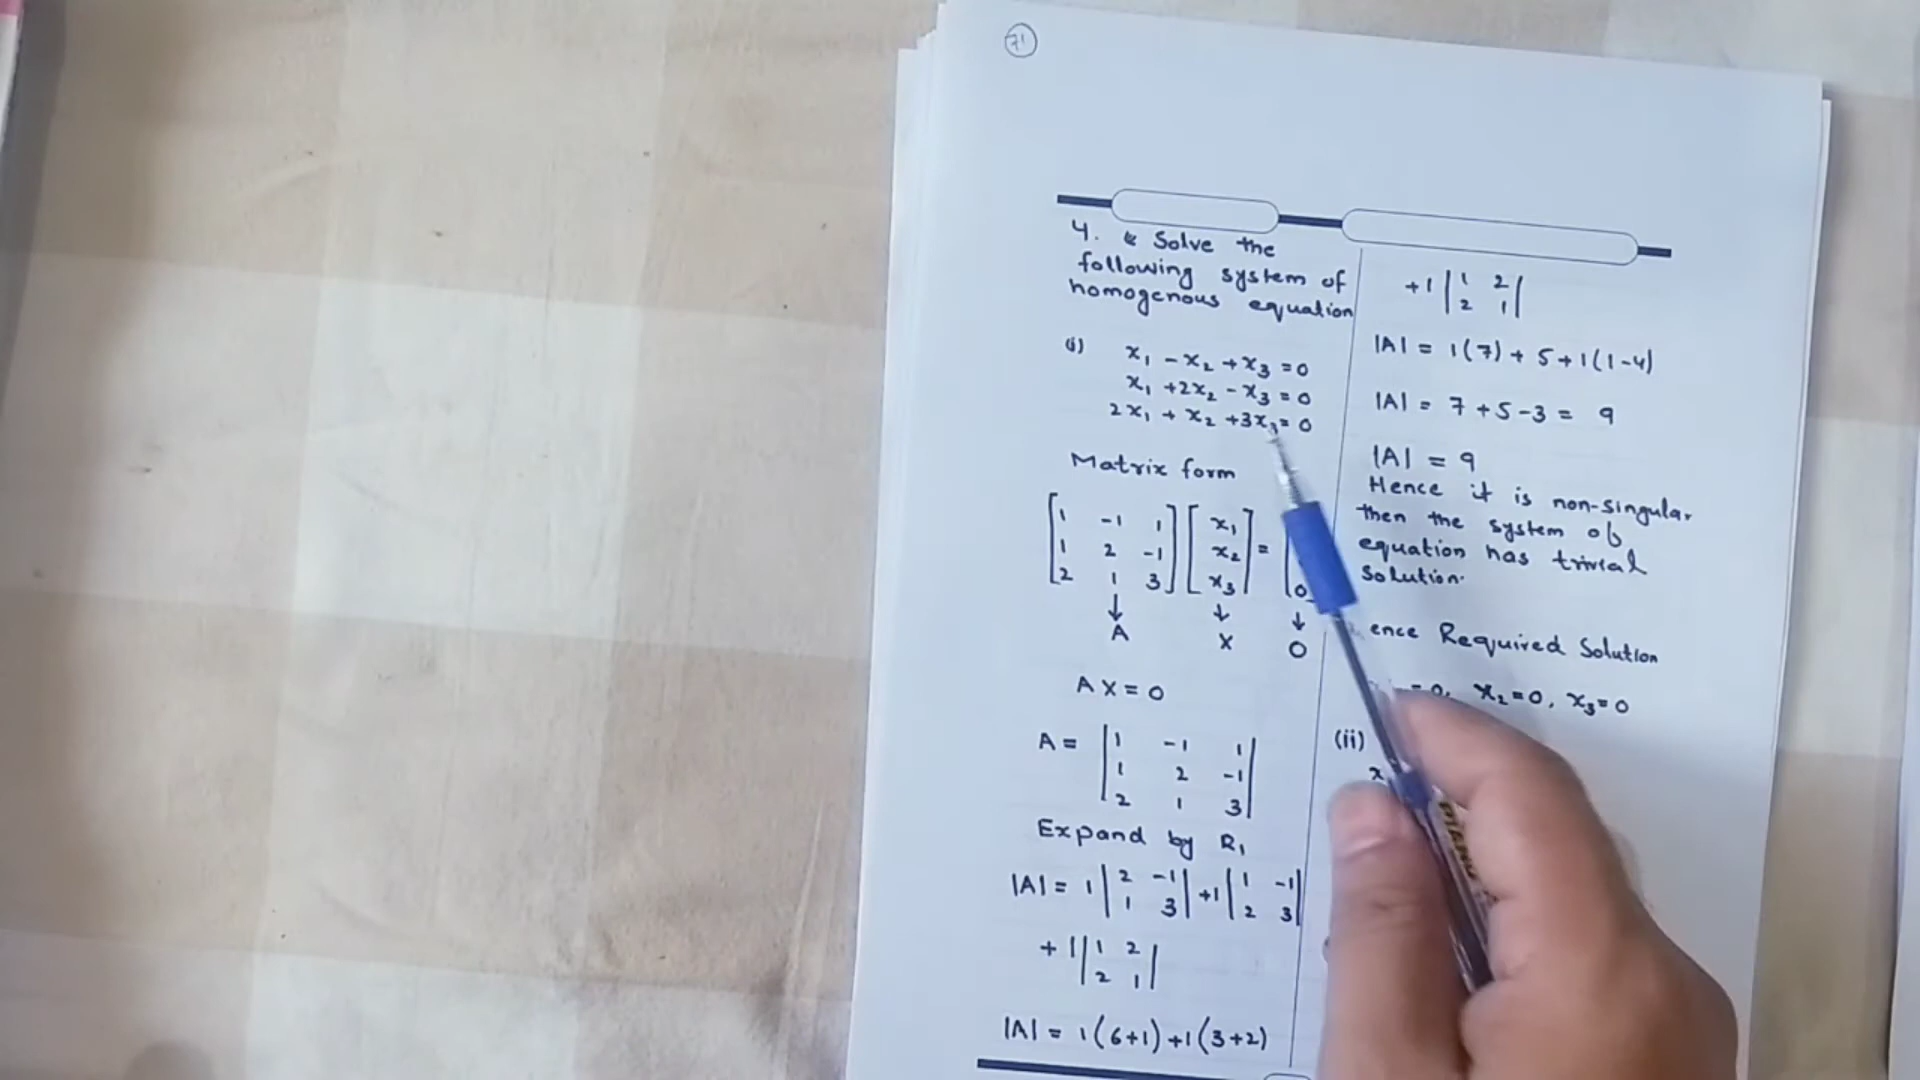 71
4. Solve the
following system of
homogenous equation
(i) x₁ - x₂ + x₃ = 0
x₁ + 2x₂ - x₃ = 0
2x₁ + x₂ + 3x₃ = 0
Matrix form
[1 -1 1] [x₁] =
[1 2 -1] [x₂]
[2 1 3] [x₃] 0
↓ ↓ ↓
A X O
AX = 0
A = |1 -1 1|
|1 2 -1|
|2 1 3|
Expand by R₁
|A| = 1 |2 -1| +1 |1 -1|
|1 3| |2 3|
+ 1 |1 2|
|2 1|
|A| = 1(6+1)+1(3+2)
+1 |1 2|
|2 1|
|A| = 1(7) + 5 + 1(1-4)
|A| = 7 + 5 - 3 = 9
|A| = 9
Hence it is non-singular
then the system of
equation has trivial
Solution.
ence Required Solution
= 0, x₂ = 0, x₃ = 0
(ii)
x
PIANO